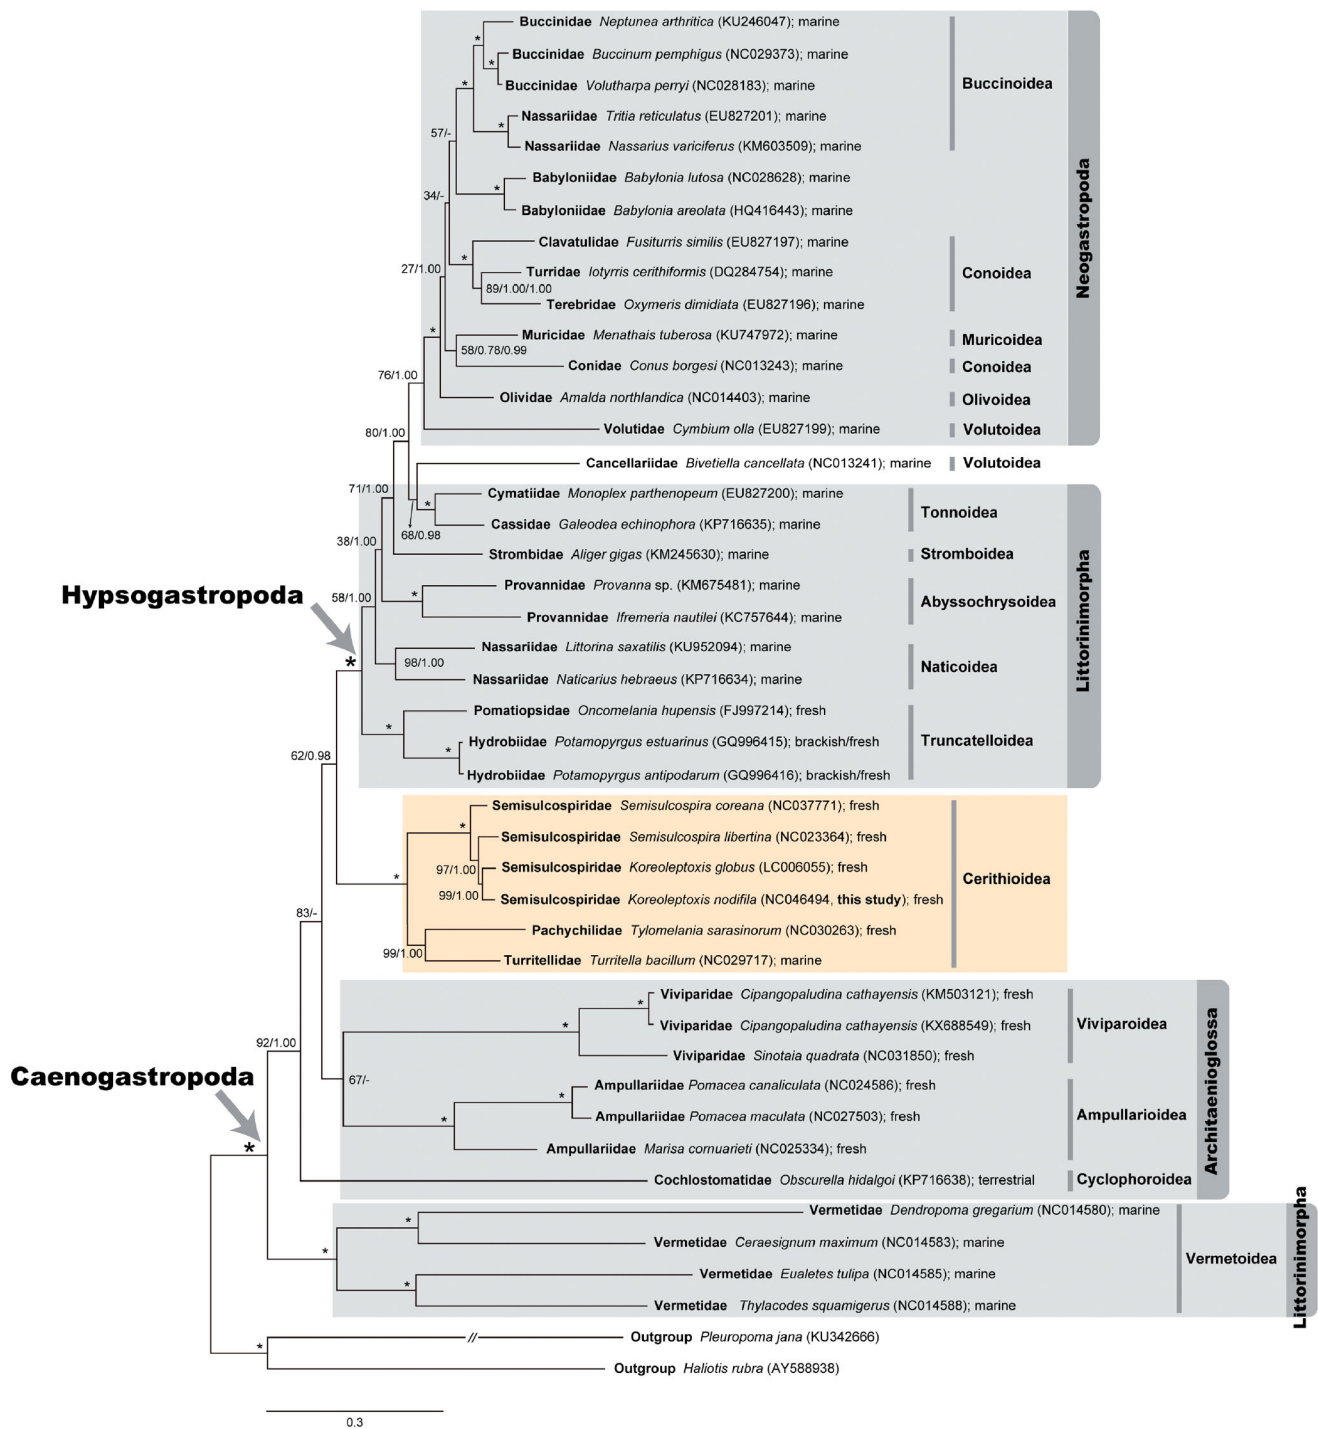 Buccinidae Neptunea arthritica (KU246047); marine
*
Buccinidae Buccinum pemphigus (NC029373); marine
*
Buccinoidea
*
Buccinidae Volutharpa perryi (NC028183); marine
Nassariidae Tritia reticulatus (EU827201); marine
*
57/-
Nassariidae Nassarius variciferus (KM603509); marine
Babyloniidae Babylonia lutosa (NC028628); marine
*
34/-
Babyloniidae Babylonia areolata (HQ416443); marine
Neogastropoda
Clavatulidae Fusiturris similis (EU827197); marine
*
27/1.00
Turridae Iotyrris cerithiformis (DQ284754); marine
Conoidea
89/1.00/1.00
Terebridae Oxymeris dimidiata (EU827196); marine
*
Muricidae Menathais tuberosa (KU747972); marine
Muricoidea
58/0.78/0.99
Conidae Conus borgesi (NC013243); marine
Conoidea
76/1.00
Olividae Amalda northlandica (NC014403); marine
Olivoidea
80/1.00
Volutidae Cymbium olla (EU827199); marine
Volutoidea
Cancellariidae Bivetiella cancellata (NC013241); marine
Volutoidea
71/1.00
Cymatiidae Monoplex parthenopeum (EU827200); marine
*
Tonnoidea
Cassidae Galeodea echinophora (KP716635); marine
68/0.98
38/1.00
Strombidae Aliger gigas (KM245630); marine
Stromboidea
Provannidae Provanna sp. (KM675481); marine
Hypsogastropoda
58/1.00
*
Abyssochrysoidea
Provannidae Ifremeria nautilei (KC757644); marine
Littorinimorpha
Nassariidae Littorina saxatilis (KU952094); marine
*
98/1.00
Naticoidea
Nassariidae Naticarius hebraeus (KP716634); marine
Pomatiopsidae Oncomelania hupensis (FJ997214); fresh
*
Hydrobiidae Potamopyrgus estuarinus (GQ996415); brackish/fresh
Truncatelloidea
*
62/0.98
Hydrobiidae Potamopyrgus antipodarum (GQ996416); brackish/fresh
Semisulcospiridae Semisulcospira coreana (NC037771); fresh
*
Semisulcospiridae Semisulcospira libertina (NC023364); fresh
97/1.00
Semisulcospiridae Koreoleptoxis globus (LC006055); fresh
*
Cerithioidea
99/1.00
Semisulcospiridae Koreoleptoxis nodifila (NC046494, this study); fresh
83/-
Pachychilidae Tylomelania sarasinorum (NC030263); fresh
99/1.00
Turritellidae Turritella bacillum (NC029717); marine
Viviparidae Cipangopaludina cathayensis (KM503121); fresh
*
Viviparidae Cipangopaludina cathayensis (KX688549); fresh
*
Viviparoidea
92/1.00
Viviparidae Sinotaia quadrata (NC031850); fresh
Caenogastropoda
67/-
Ampullariidae Pomacea canaliculata (NC024586); fresh
*
Architaenioglossa
Ampullariidae Pomacea maculata (NC027503); fresh
*
Ampullarioidea
*
Ampullariidae Marisa cornuarieti (NC025334); fresh
Cochlostomatidae Obscurella hidalgoi (KP716638); terrestrial
Cyclophoroidea
Vermetidae Dendropoma gregarium (NC014580); marine
*
Vermetidae Ceraesignum maximum (NC014583); marine
*
Vermetoidea
Littorinimorpha
Vermetidae Eualetes tulipa (NC014585); marine
*
Vermetidae Thylacodes squamigerus (NC014588); marine
//
Outgroup Pleuropoma jana (KU342666)
*
Outgroup Haliotis rubra (AY588938)
0.3